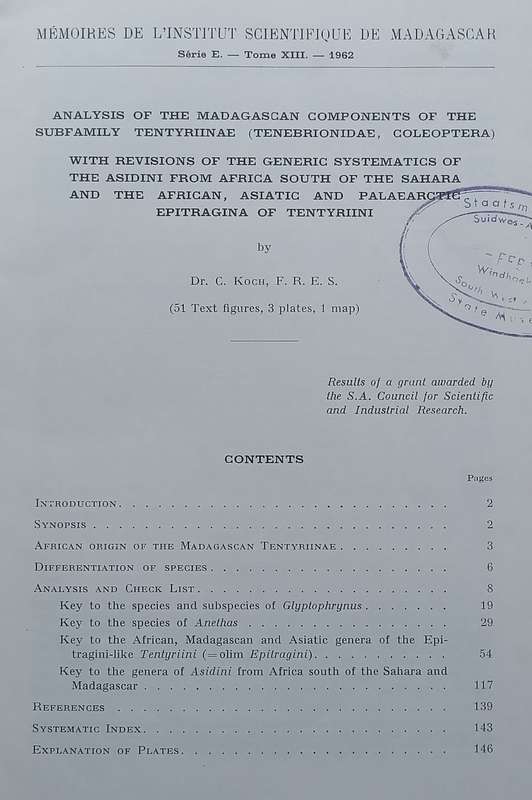 MÉMOIRES DE L'INSTITUT SCIENTIFIQUE DE MADAGASCAR
Série E. — Tome XIII. — 1962
ANALYSIS OF THE MADAGASCAN COMPONENTS OF THE
SUBFAMILY TENTYRIINAE (TENEBRIONIDAE, COLEOPTERA)
WITH REVISIONS OF THE GENERIC SYSTEMATICS OF
THE ASIDINI FROM AFRICA SOUTH OF THE SAHARA
AND THE AFRICAN, ASIATIC AND PALAEARCTIC
EPITRAGINA OF TENTYRIINI
Staatsm
Suidwes-A
FEB
Windhoek
South West
State Muse
by
Dr. C. Koch, F. R. E. S.
(51 Text figures, 3 plates, 1 map)
Results of a grant awarded by
the S.A. Council for Scientific
and Industrial Research.
CONTENTS
Pages
Introduction. . . . . . . . . . . . . . . . . . . . . . . . . . 2
Synopsis . . . . . . . . . . . . . . . . . . . . . . . . . . . 2
African origin of the Madagascan Tentyriinae . . . . . . . . . 3
Differentiation of species . . . . . . . . . . . . . . . . . . 6
Analysis and Check List . . . . . . . . . . . . . . . . . . . 8
Key to the species and subspecies of Glyptophrynus . . . . . . . 19
Key to the species of Anethas . . . . . . . . . . . . . . 29
Key to the African, Madagascan and Asiatic genera of the Epi-
tragini-like Tentyriini (=olim Epitragini). . . . . . . . . . . 54
Key to the genera of Asidini from Africa south of the Sahara and
Madagascar . . . . . . . . . . . . . . . . . . . . . . . . 117
References . . . . . . . . . . . . . . . . . . . . . . . . . . 139
Systematic Index. . . . . . . . . . . . . . . . . . . . . . . . 143
Explanation of Plates. . . . . . . . . . . . . . . . . . . . . 146